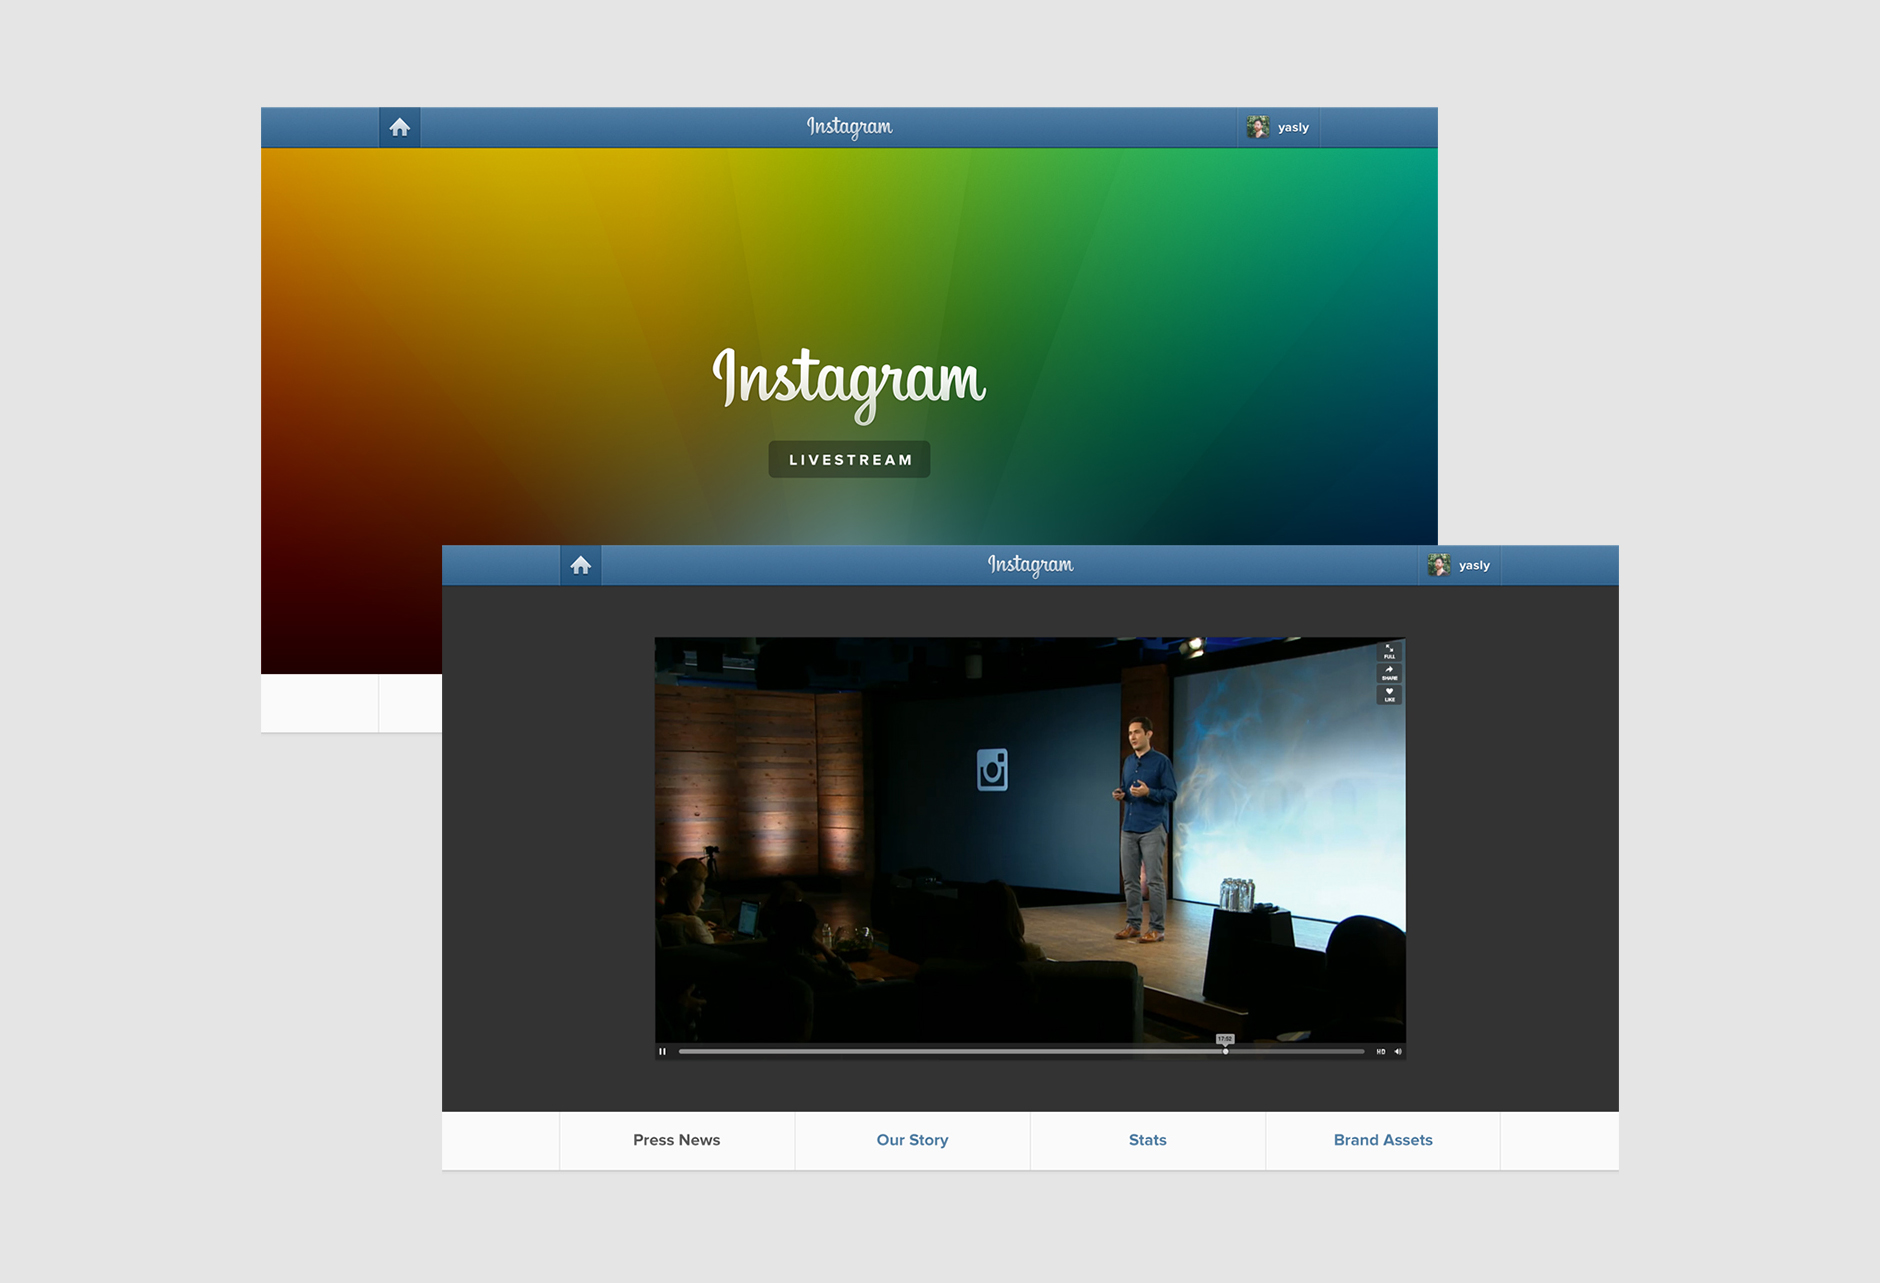 Instagram
yasly
Instagram
LIVESTREAM
Instagram
yasly
FULL
SHARE
LIKE
17:52
HD
Press News
Our Story
Stats
Brand Assets